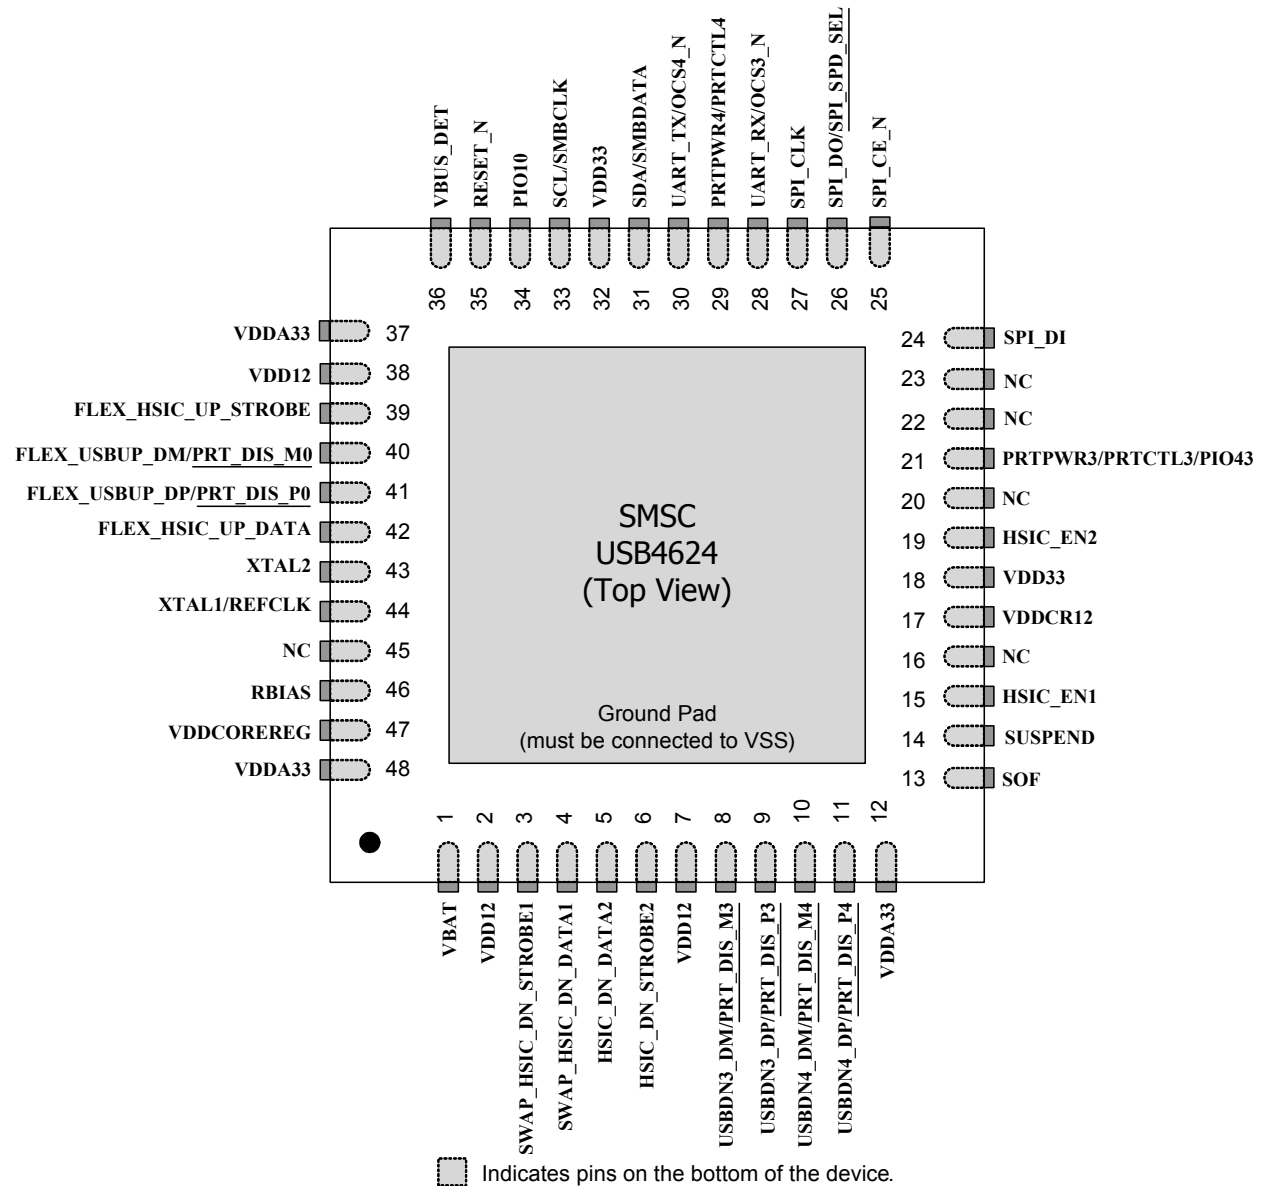 VBUS_DET
RESET_N
PIO10
SCL/SMBCLK
VDD33
SDA/SMBDATA
UART_TX/OCS4_N
PRTPWR4/PRTCTL4
UART_RX/OCS3_N
SPI_CLK
SPI_DO/SPI_SPD_SEL
SPI_CE_N
36
35
34
33
32
31
30
29
28
27
26
25
VDDA33 37
VDD12 38
FLEX_HSIC_UP_STROBE 39
FLEX_USBUP_DM/PRT_DIS_M0 40
FLEX_USBUP_DP/PRT_DIS_P0 41
FLEX_HSIC_UP_DATA 42
XTAL2 43
XTAL1/REFCLK 44
NC 45
RBIAS 46
VDDCOREREG 47
VDDA33 48
SMSC
USB4624
(Top View)
Ground Pad
(must be connected to VSS)
24 SPI_DI
23 NC
22 NC
21 PRTPWR3/PRTCTL3/PIO43
20 NC
19 HSIC_EN2
18 VDD33
17 VDDCR12
16 NC
15 HSIC_EN1
14 SUSPEND
13 SOF
1
2
3
4
5
6
7
8
9
10
11
12
VBAT
VDD12
SWAP_HSIC_DN_STROBE1
SWAP_HSIC_DN_DATA1
HSIC_DN_DATA2
HSIC_DN_STROBE2
VDD12
USBDN3_DM/PRT_DIS_M3
USBDN3_DP/PRT_DIS_P3
USBDN4_DM/PRT_DIS_M4
USBDN4_DP/PRT_DIS_P4
VDDA33
Indicates pins on the bottom of the device.